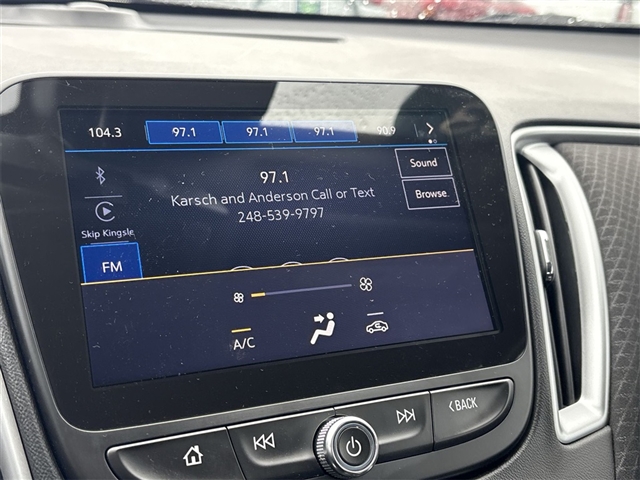 104.3 97.1 97.1 97.1 90.9
97.1
Karsch and Anderson Call or Text
248-539-9797
Sound
Browse
Skip Kingsle
FM
A/C
BACK